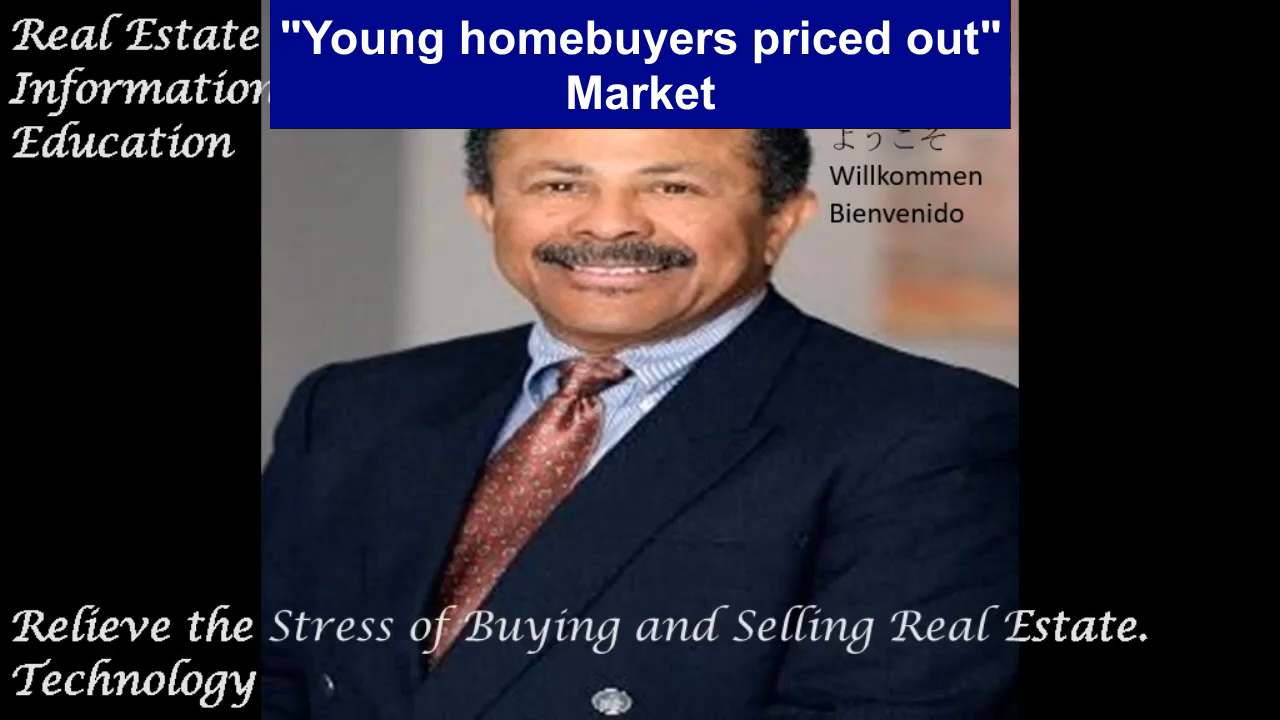 Real Estate
Information
Education
"Young homebuyers priced out"
Market
ようこそ
Willkommen
Bienvenido
Relieve the Stress of Buying and Selling Real Estate.
Technology